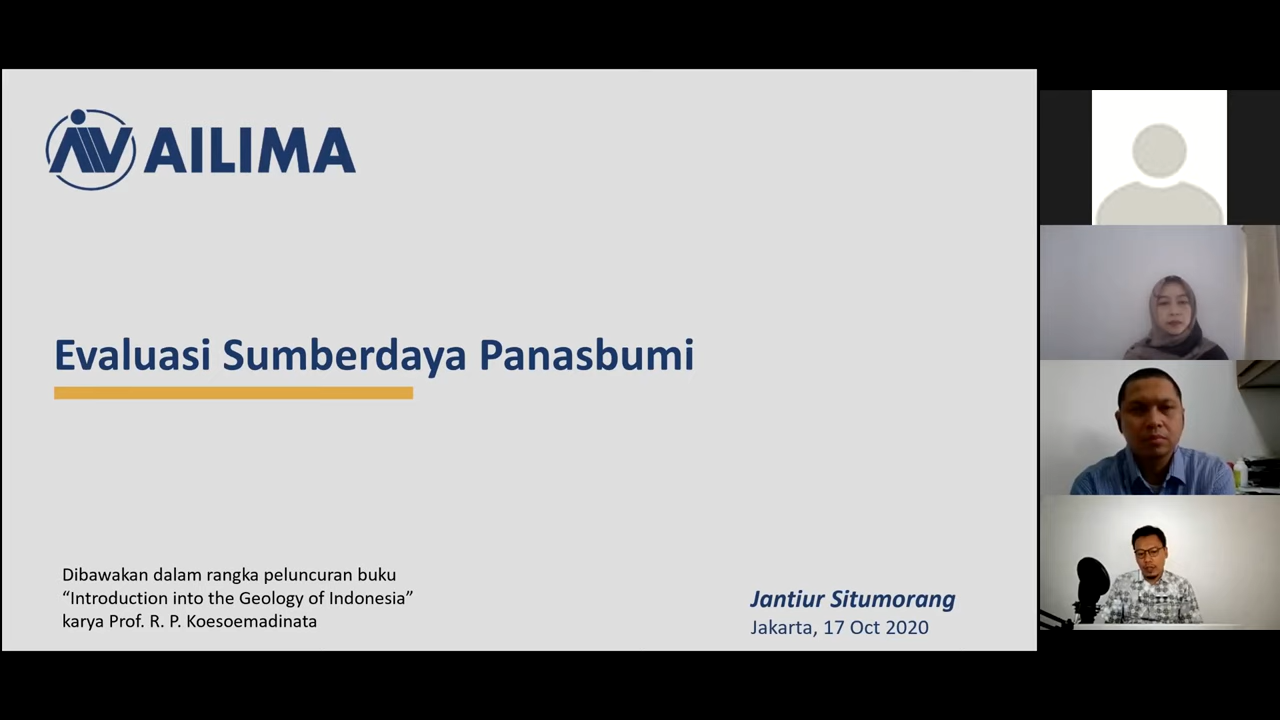 AILIMA
Evaluasi Sumberdaya Panasbumi
Dibawakan dalam rangka peluncuran buku
“Introduction into the Geology of Indonesia”
karya Prof. R. P. Koesoemadinata
Jantiur Situmorang
Jakarta, 17 Oct 2020